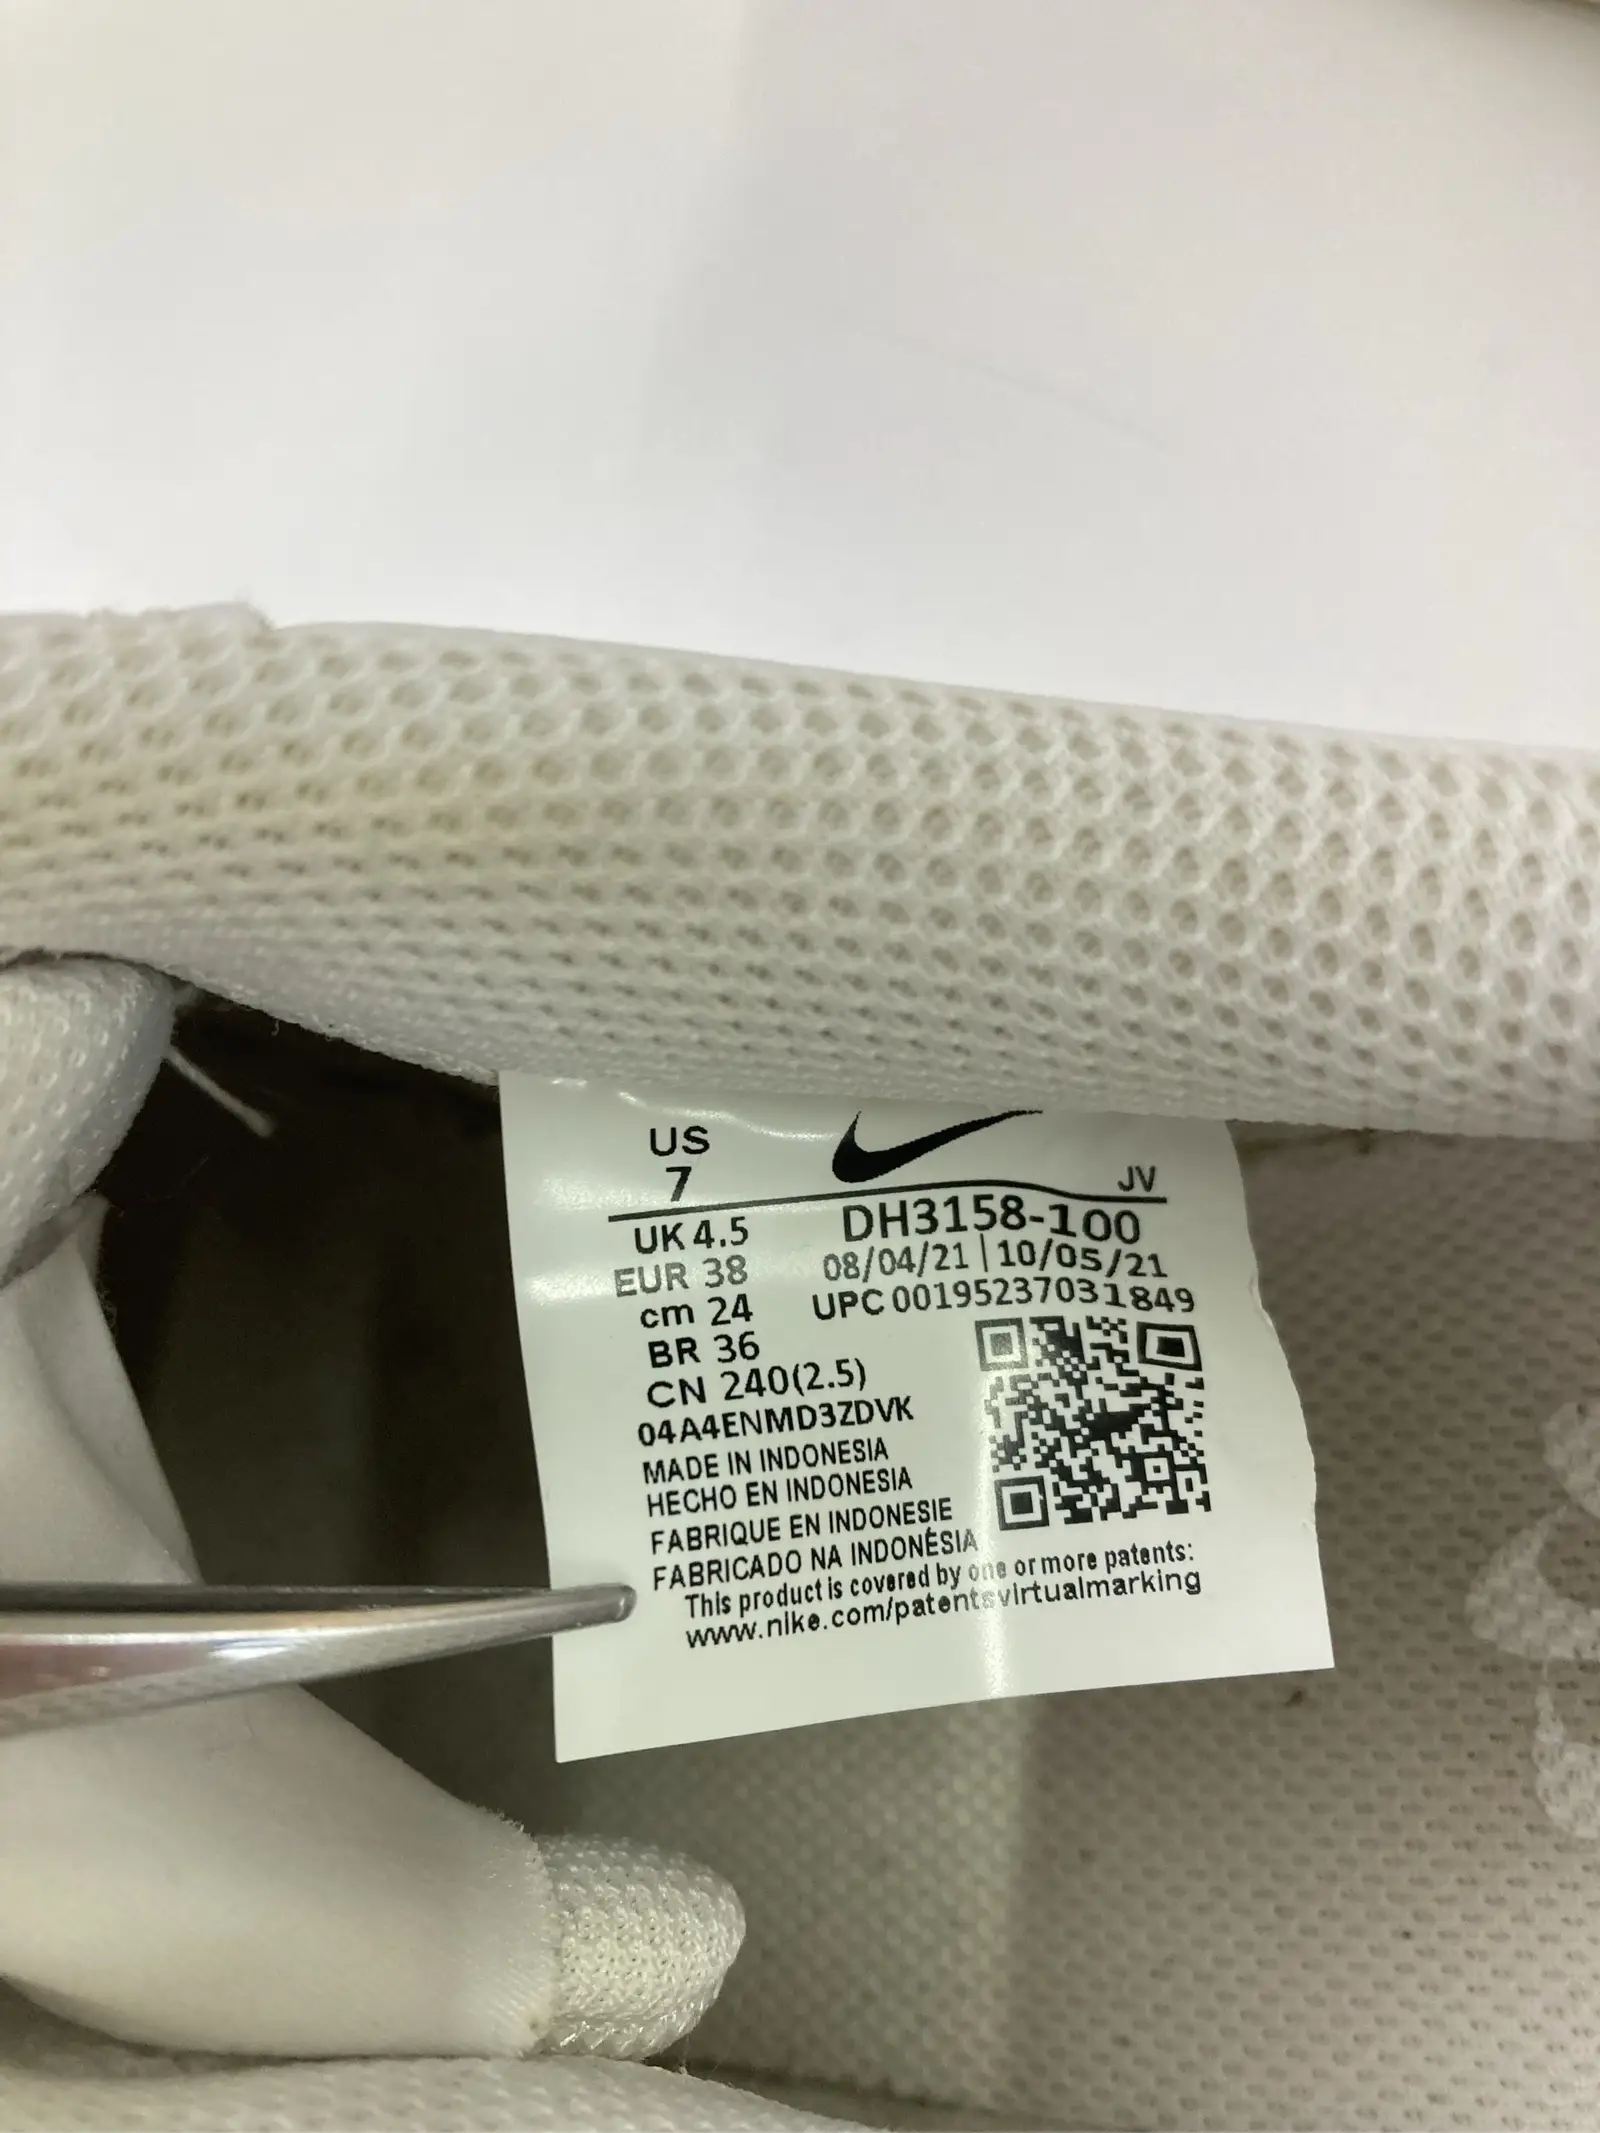 US
7
JV
UK 4.5
DH3158-100
EUR 38
08/04/21 | 10/05/21
cm 24
UPC 00195237031849
BR 36
CN 240(2.5)
04A4ENMD3ZDVK
MADE IN INDONESIA
HECHO EN INDONESIA
FABRIQUE EN INDONESIE
FABRICADO NA INDONÉSIA
This product is covered by one or more patents:
www.nike.com/patentsvirtualmarking